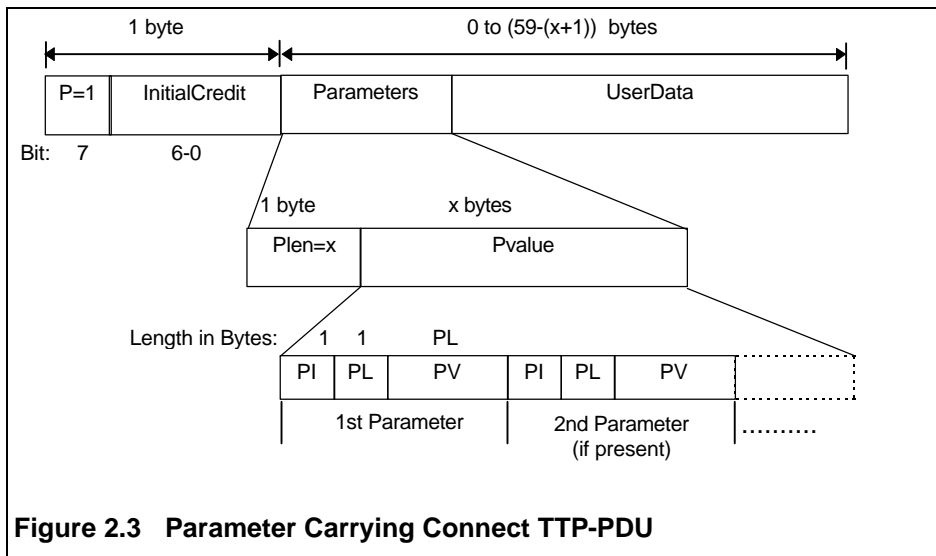 1 byte 0 to (59-(x+1)) bytes
P=1 InitialCredit Parameters UserData
Bit: 7 6-0
1 byte x bytes
Plen=x Pvalue
Length in Bytes: 1 1 PL
PI PL PV PI PL PV
1st Parameter 2nd Parameter ..........
(if present)
Figure 2.3 Parameter Carrying Connect TTP-PDU